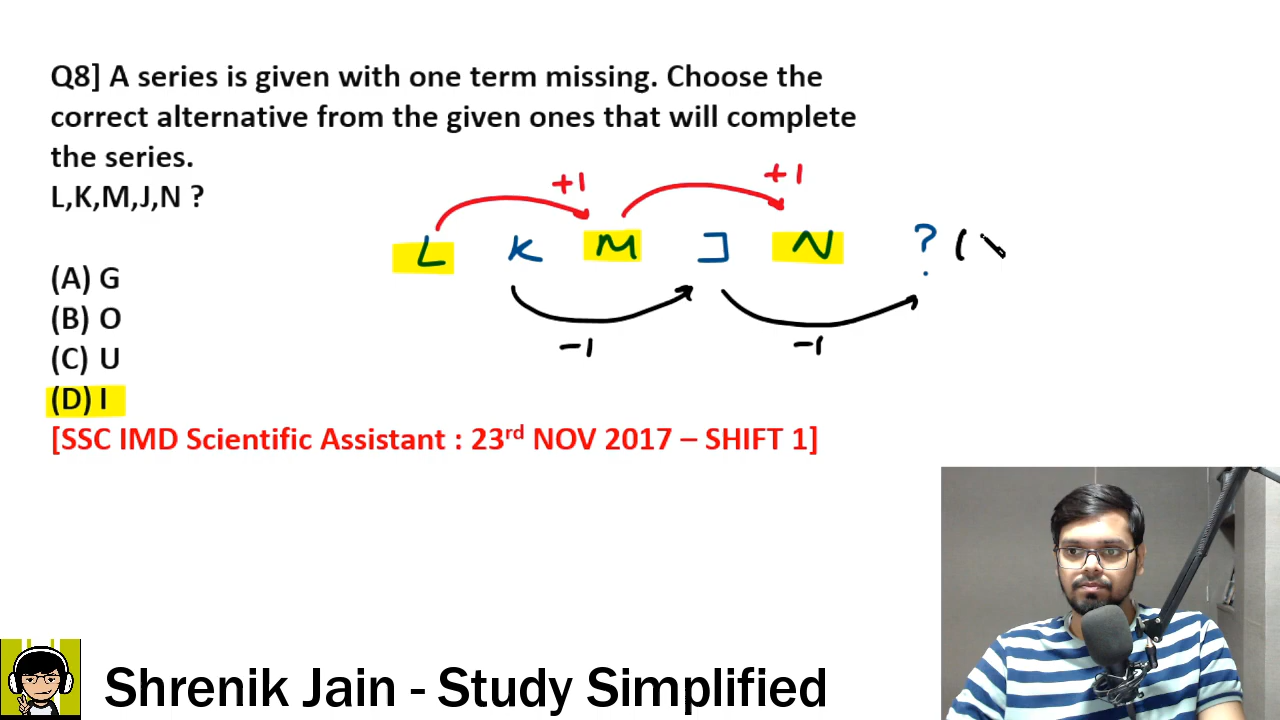 Q8] A series is given with one term missing. Choose the
correct alternative from the given ones that will complete
the series.
L,K,M,J,N ?
+1 +1
L K M J N ? (
-1 -1
(A) G
(B) O
(C) U
(D) I
[SSC IMD Scientific Assistant : 23rd NOV 2017 – SHIFT 1]
Shrenik Jain - Study Simplified